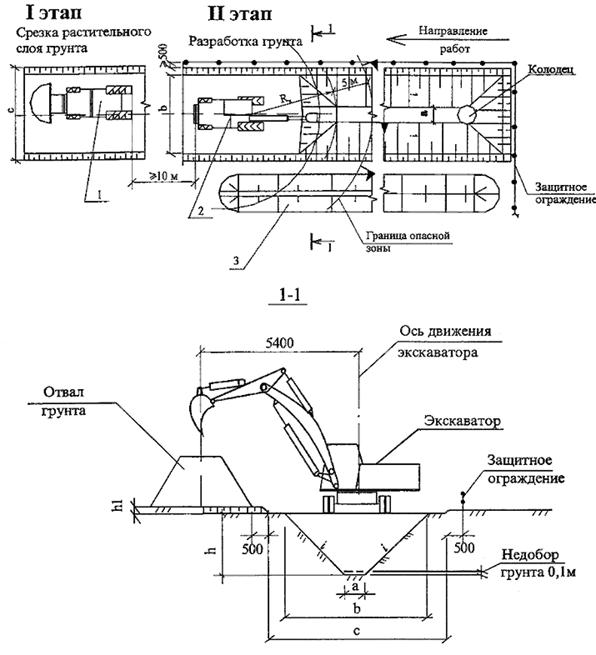 I этап
II этап
Срезка растительного
слоя грунта
Разработка грунта
1
Направление
работ
≥500
5 м
Колодец
R
c
b
a
≥10 м
1
2
3
Граница опасной
зоны
Защитное
ограждение
1
1-1
5400
Ось движения
экскаватора
Отвал
грунта
Экскаватор
Защитное
ограждение
h1
h
500
500
Недобор
грунта 0,1м
a
b
c